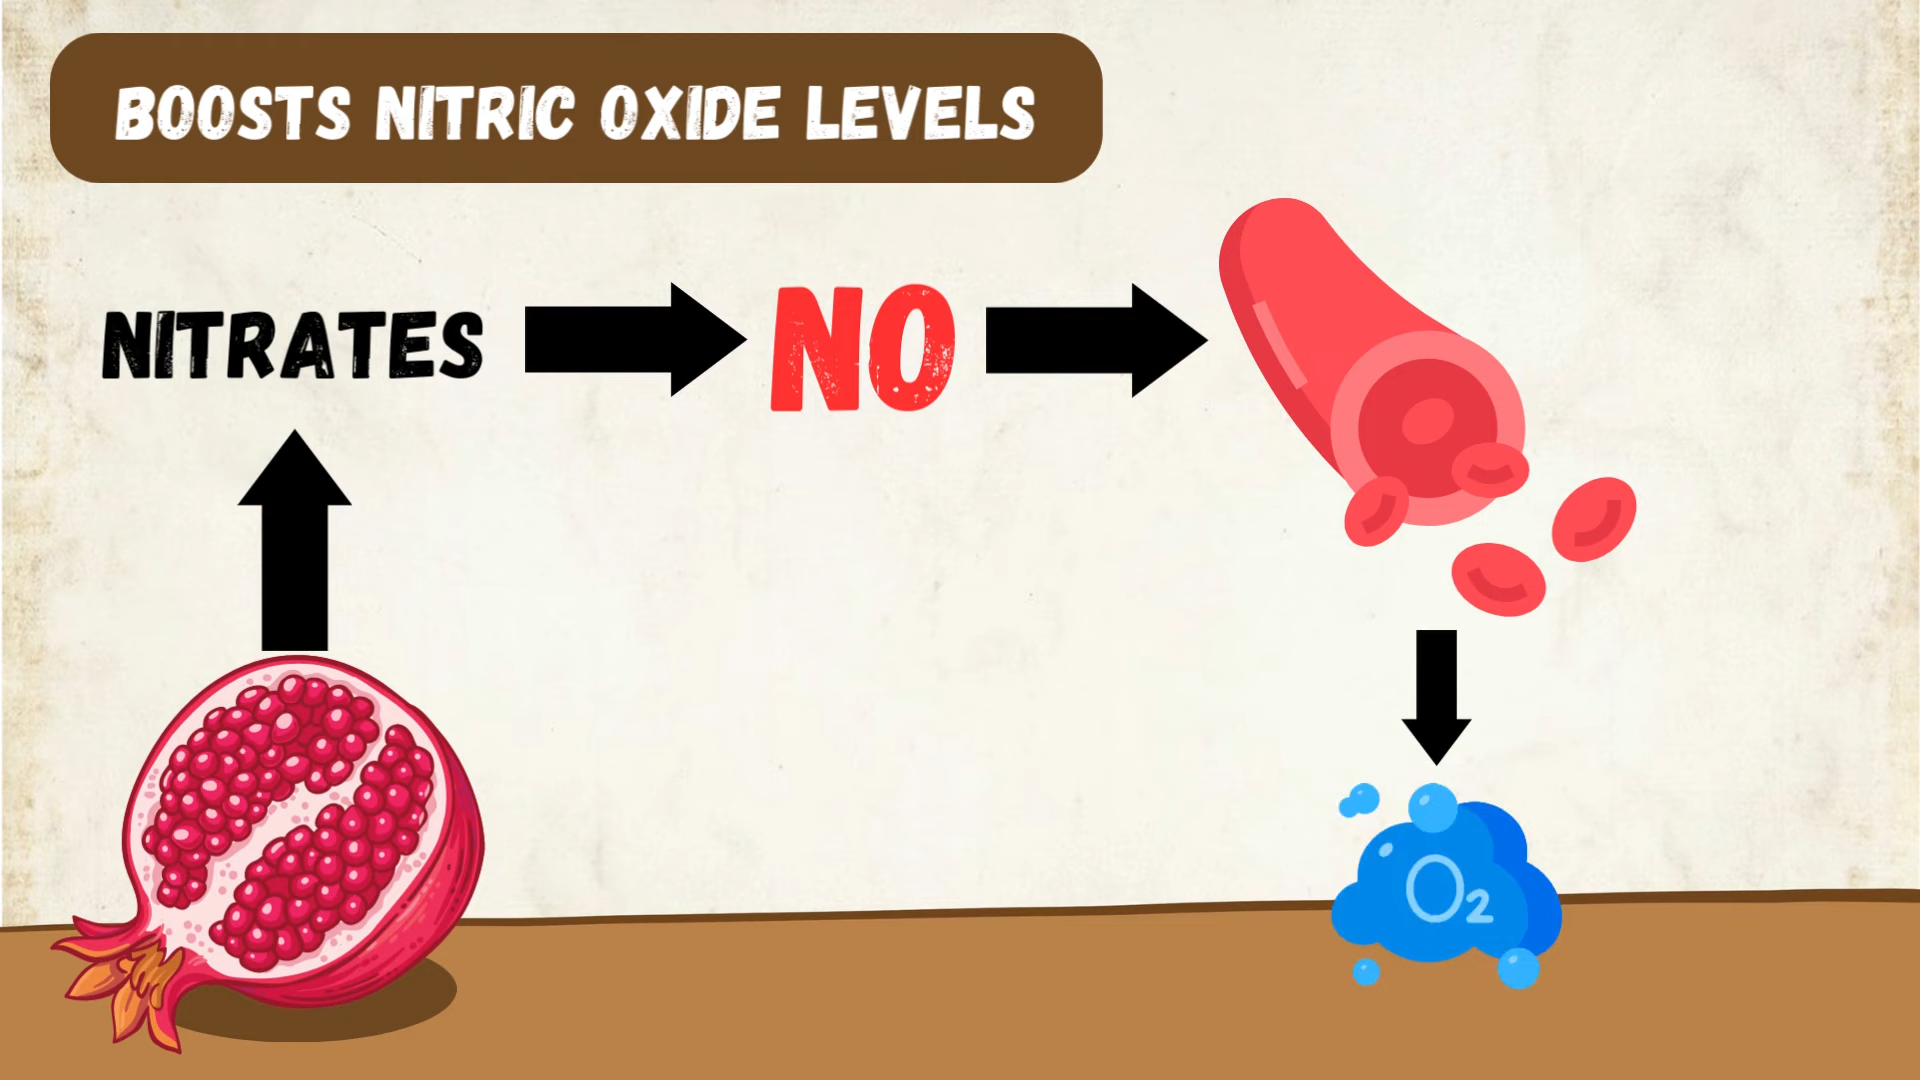 BOOSTS NITRIC OXIDE LEVELS
NITRATES
NO
O₂